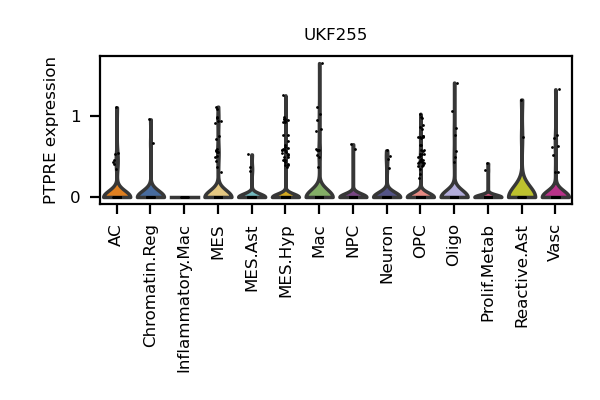 UKF255
PTPRE expression
1
0
AC
Chromatin.Reg
Inflammatory.Mac
MES
MES.Ast
MES.Hyp
Mac
NPC
Neuron
OPC
Oligo
Prolif.Metab
Reactive.Ast
Vasc